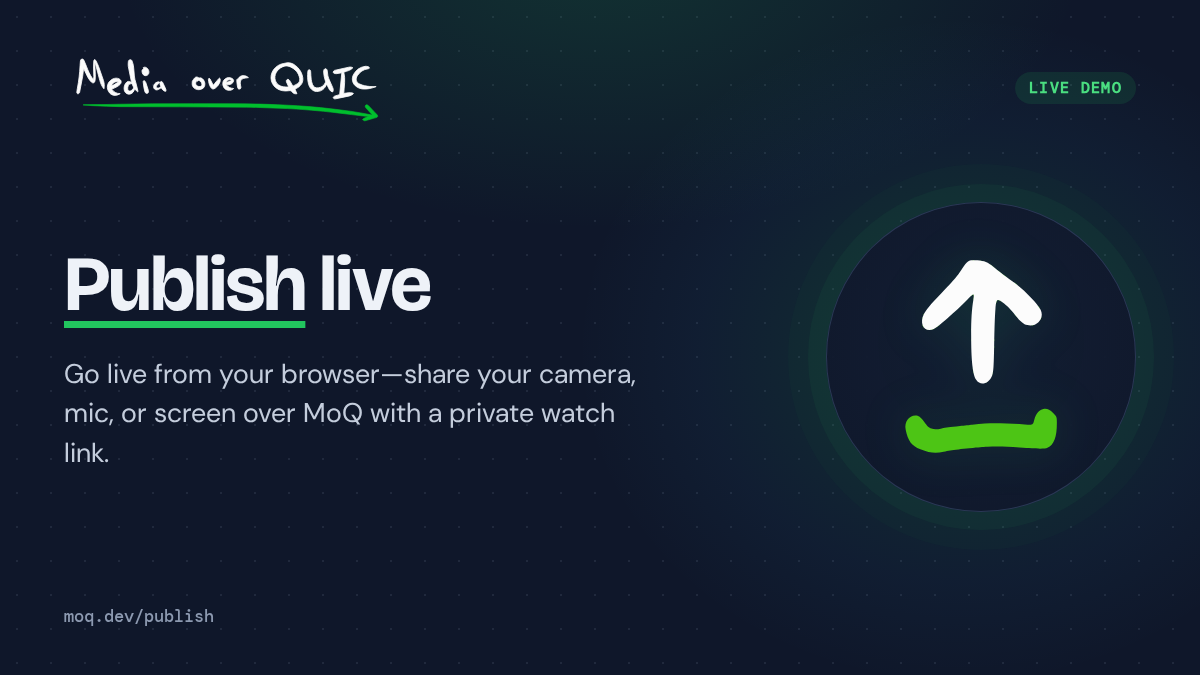 Media over QUIC
LIVE DEMO
Publish live
Go live from your browser—share your camera,
mic, or screen over MoQ with a private watch
link.
moq.dev/publish